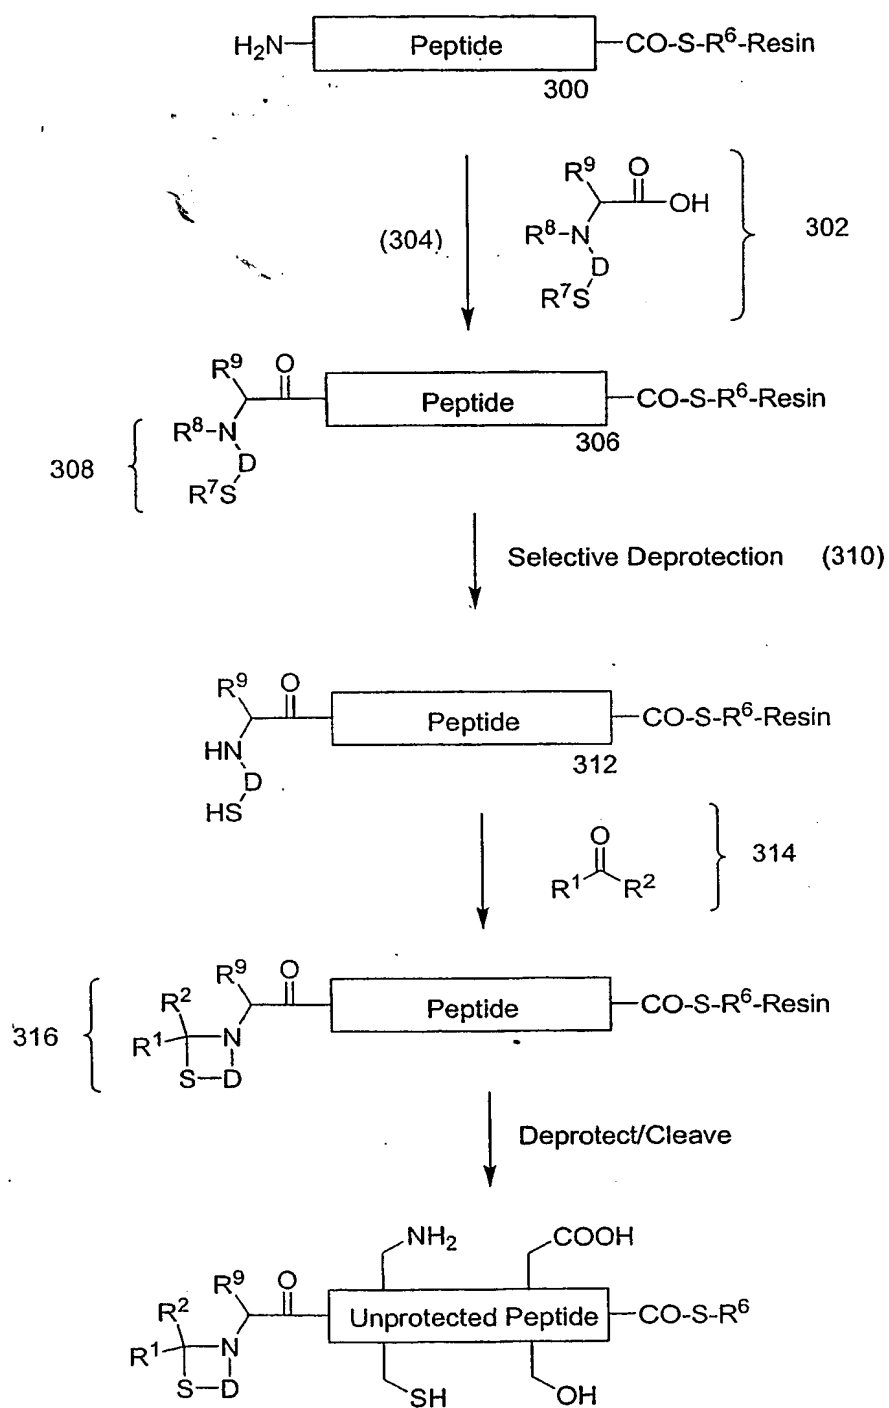 H₂N Peptide CO-S-R⁶-Resin
300
R⁹ O
OH
(304) R⁸-N 302
D
R⁷S
R⁹ O
Peptide CO-S-R⁶-Resin
R⁸-N 306
308 D
R⁷S
Selective Deprotection (310)
R⁹ O
Peptide CO-S-R⁶-Resin
HN 312
D
HS
O
314
R¹ R²
R⁹ O
R² Peptide CO-S-R⁶-Resin
316 R¹ N
S D
Deprotect/Cleave
NH₂ COOH
R⁹ O
R² Unprotected Peptide CO-S-R⁶
R¹ N
S D
SH OH